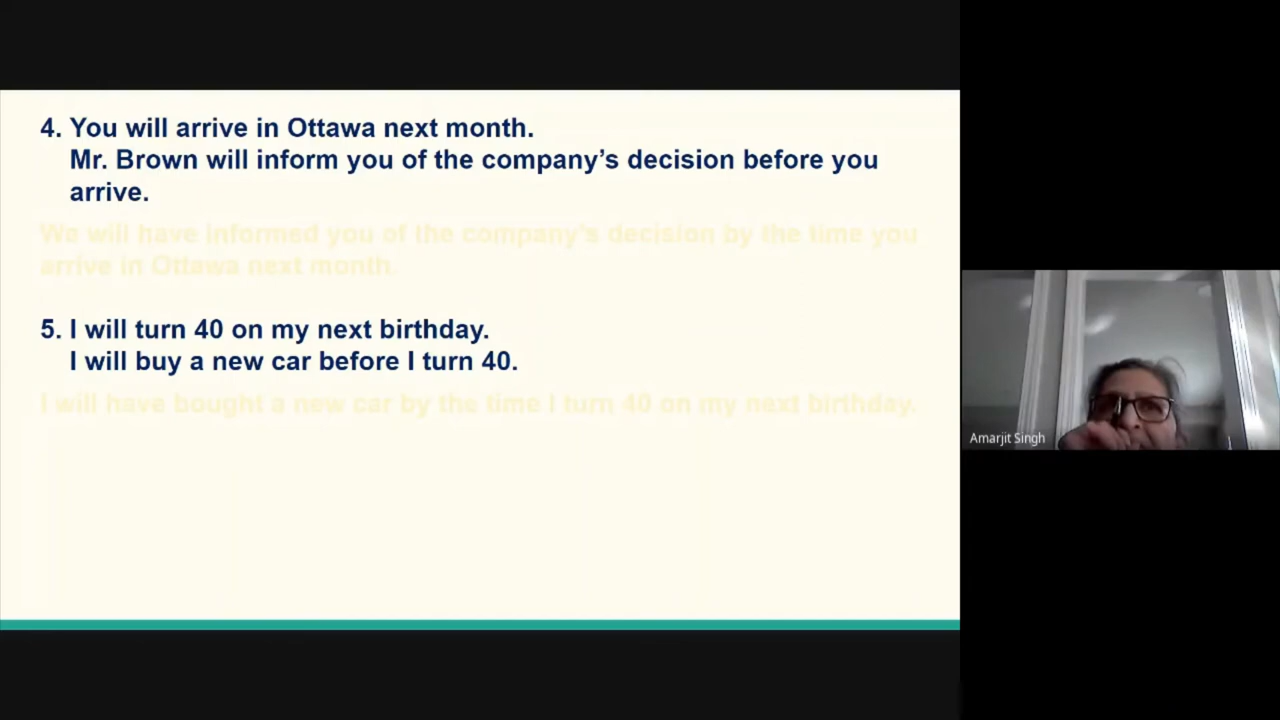 4. You will arrive in Ottawa next month.
Mr. Brown will inform you of the company's decision before you
arrive.
We will have informed you of the company's decision by the time you
arrive in Ottawa next month.
5. I will turn 40 on my next birthday.
I will buy a new car before I turn 40.
I will have bought a new car by the time I turn 40 on my next birthday.
Amarjit Singh